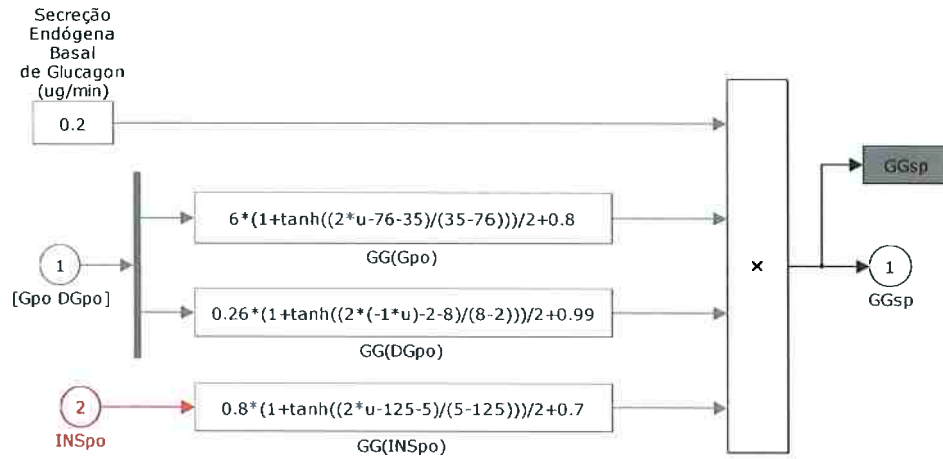 Secreção
Endógena
Basal
de Glucagon
(ug/min)
0.2
GGsp
6*(1+tanh((2*u-76-35)/(35-76)))/2+0.8
GG(Gpo)
1
[Gpo DGpo]
×
1
GGsp
0.26*(1+tanh((2*(-1*u)-2-8)/(8-2)))/2+0.99
GG(DGpo)
2
INSpo
0.8*(1+tanh((2*u-125-5)/(5-125)))/2+0.7
GG(INSpo)